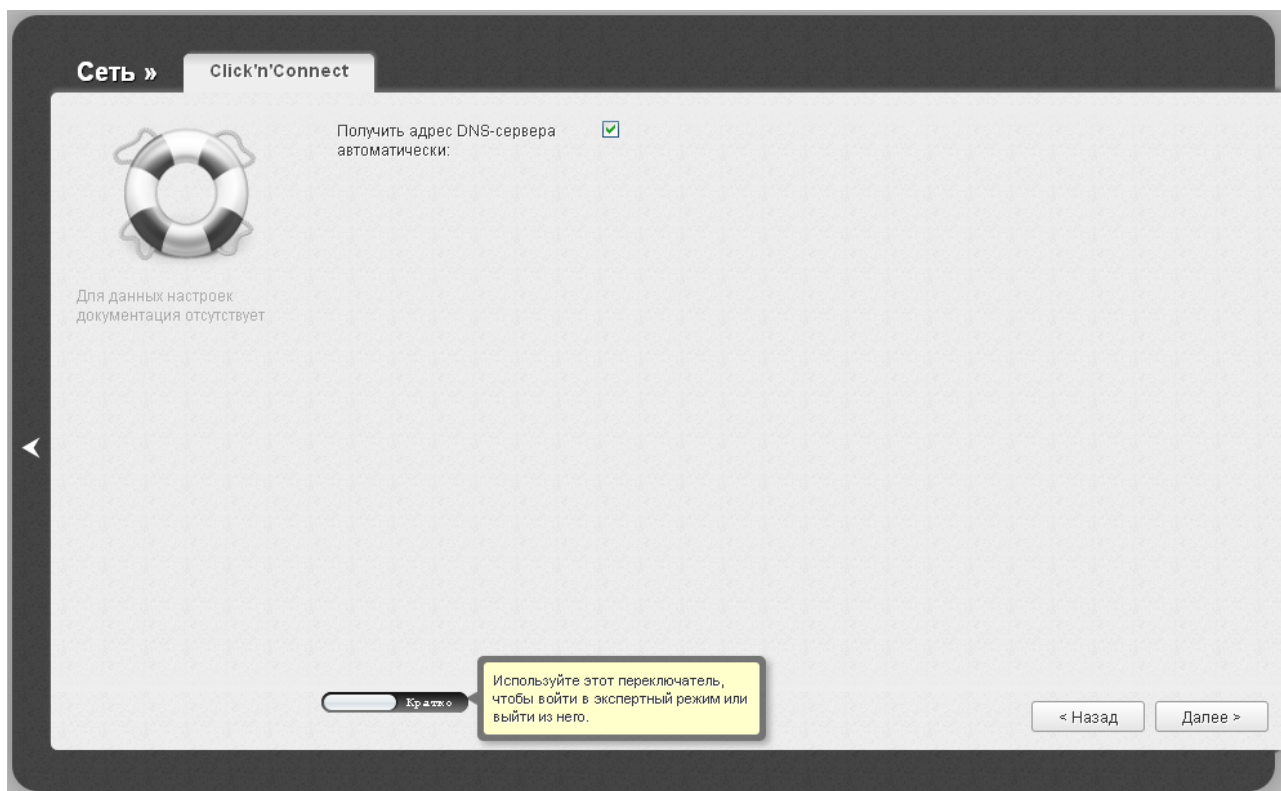 Сеть »
Click'n'Connect
Получить адрес DNS-сервера
автоматически:
Для данных настроек
документация отсутствует
Кратко
Используйте этот переключатель,
чтобы войти в экспертный режим или
выйти из него.
< Назад
Далее >